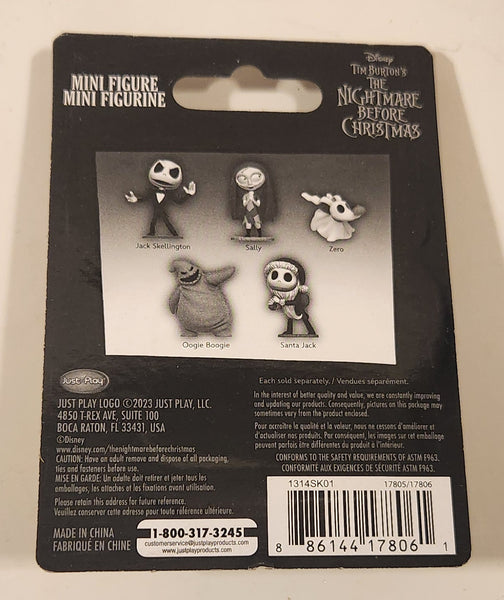 MINI FIGURE
MINI FIGURINE
Disney
TIM BURTON'S
THE
NIGHTMARE
BEFORE
CHRISTMAS
Jack Skellington
Sally
Zero
Oogie Boogie
Santa Jack
Just Play
JUST PLAY LOGO ©2023 JUST PLAY, LLC.
4850 T-REX AVE, SUITE 100
BOCA RATON, FL 33431, USA
©Disney
www.disney.com/thenightmarebeforechristmas
CAUTION: Have an adult remove and dispose of all packaging,
ties and fasteners before use.
MISE EN GARDE: Un adulte doit retirer et jeter tous les
emballages, les attaches et les fixations avant utilisation.
Please retain this address for future reference.
Veuillez conserver cette adresse pour toute référence ultérieure.
MADE IN CHINA
FABRIQUÉ EN CHINE
1-800-317-3245
customerservice@justplayproducts.com
www.justplayproducts.com
Each sold separately. / Vendues séparément.
In the interest of better quality and value, we are constantly improving
and updating our products. Consequently, pictures on this package may
sometimes vary from the product enclosed.
Pour accroître la qualité et la valeur, nous ne cessons d'améliorer et
d'actualiser nos produits. Par conséquent, les images sur cet emballage
peuvent parfois être différentes du produit à l'intérieur.
CONFORMS TO THE SAFETY REQUIREMENTS OF ASTM F963.
CONFORMITÉ AUX EXIGENCES DE SÉCURITÉ ASTM F963.
1314SK01
17805/17806
8 86144 17806 1